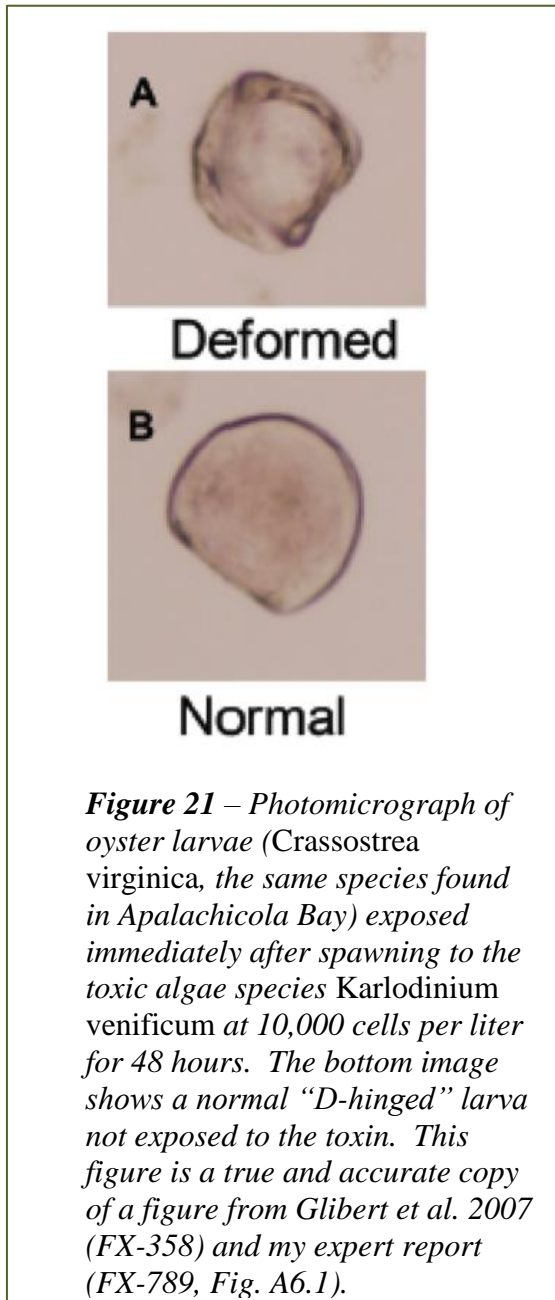 A
Deformed
B
Normal
Figure 21 – Photomicrograph of
oyster larvae (Crassostrea
virginica, the same species found
in Apalachicola Bay) exposed
immediately after spawning to the
toxic algae species Karlodinium
venificum at 10,000 cells per liter
for 48 hours.  The bottom image
shows a normal “D-hinged” larva
not exposed to the toxin.  This
figure is a true and accurate copy
of a figure from Glibert et al. 2007
(FX-358) and my expert report
(FX-789, Fig. A6.1).